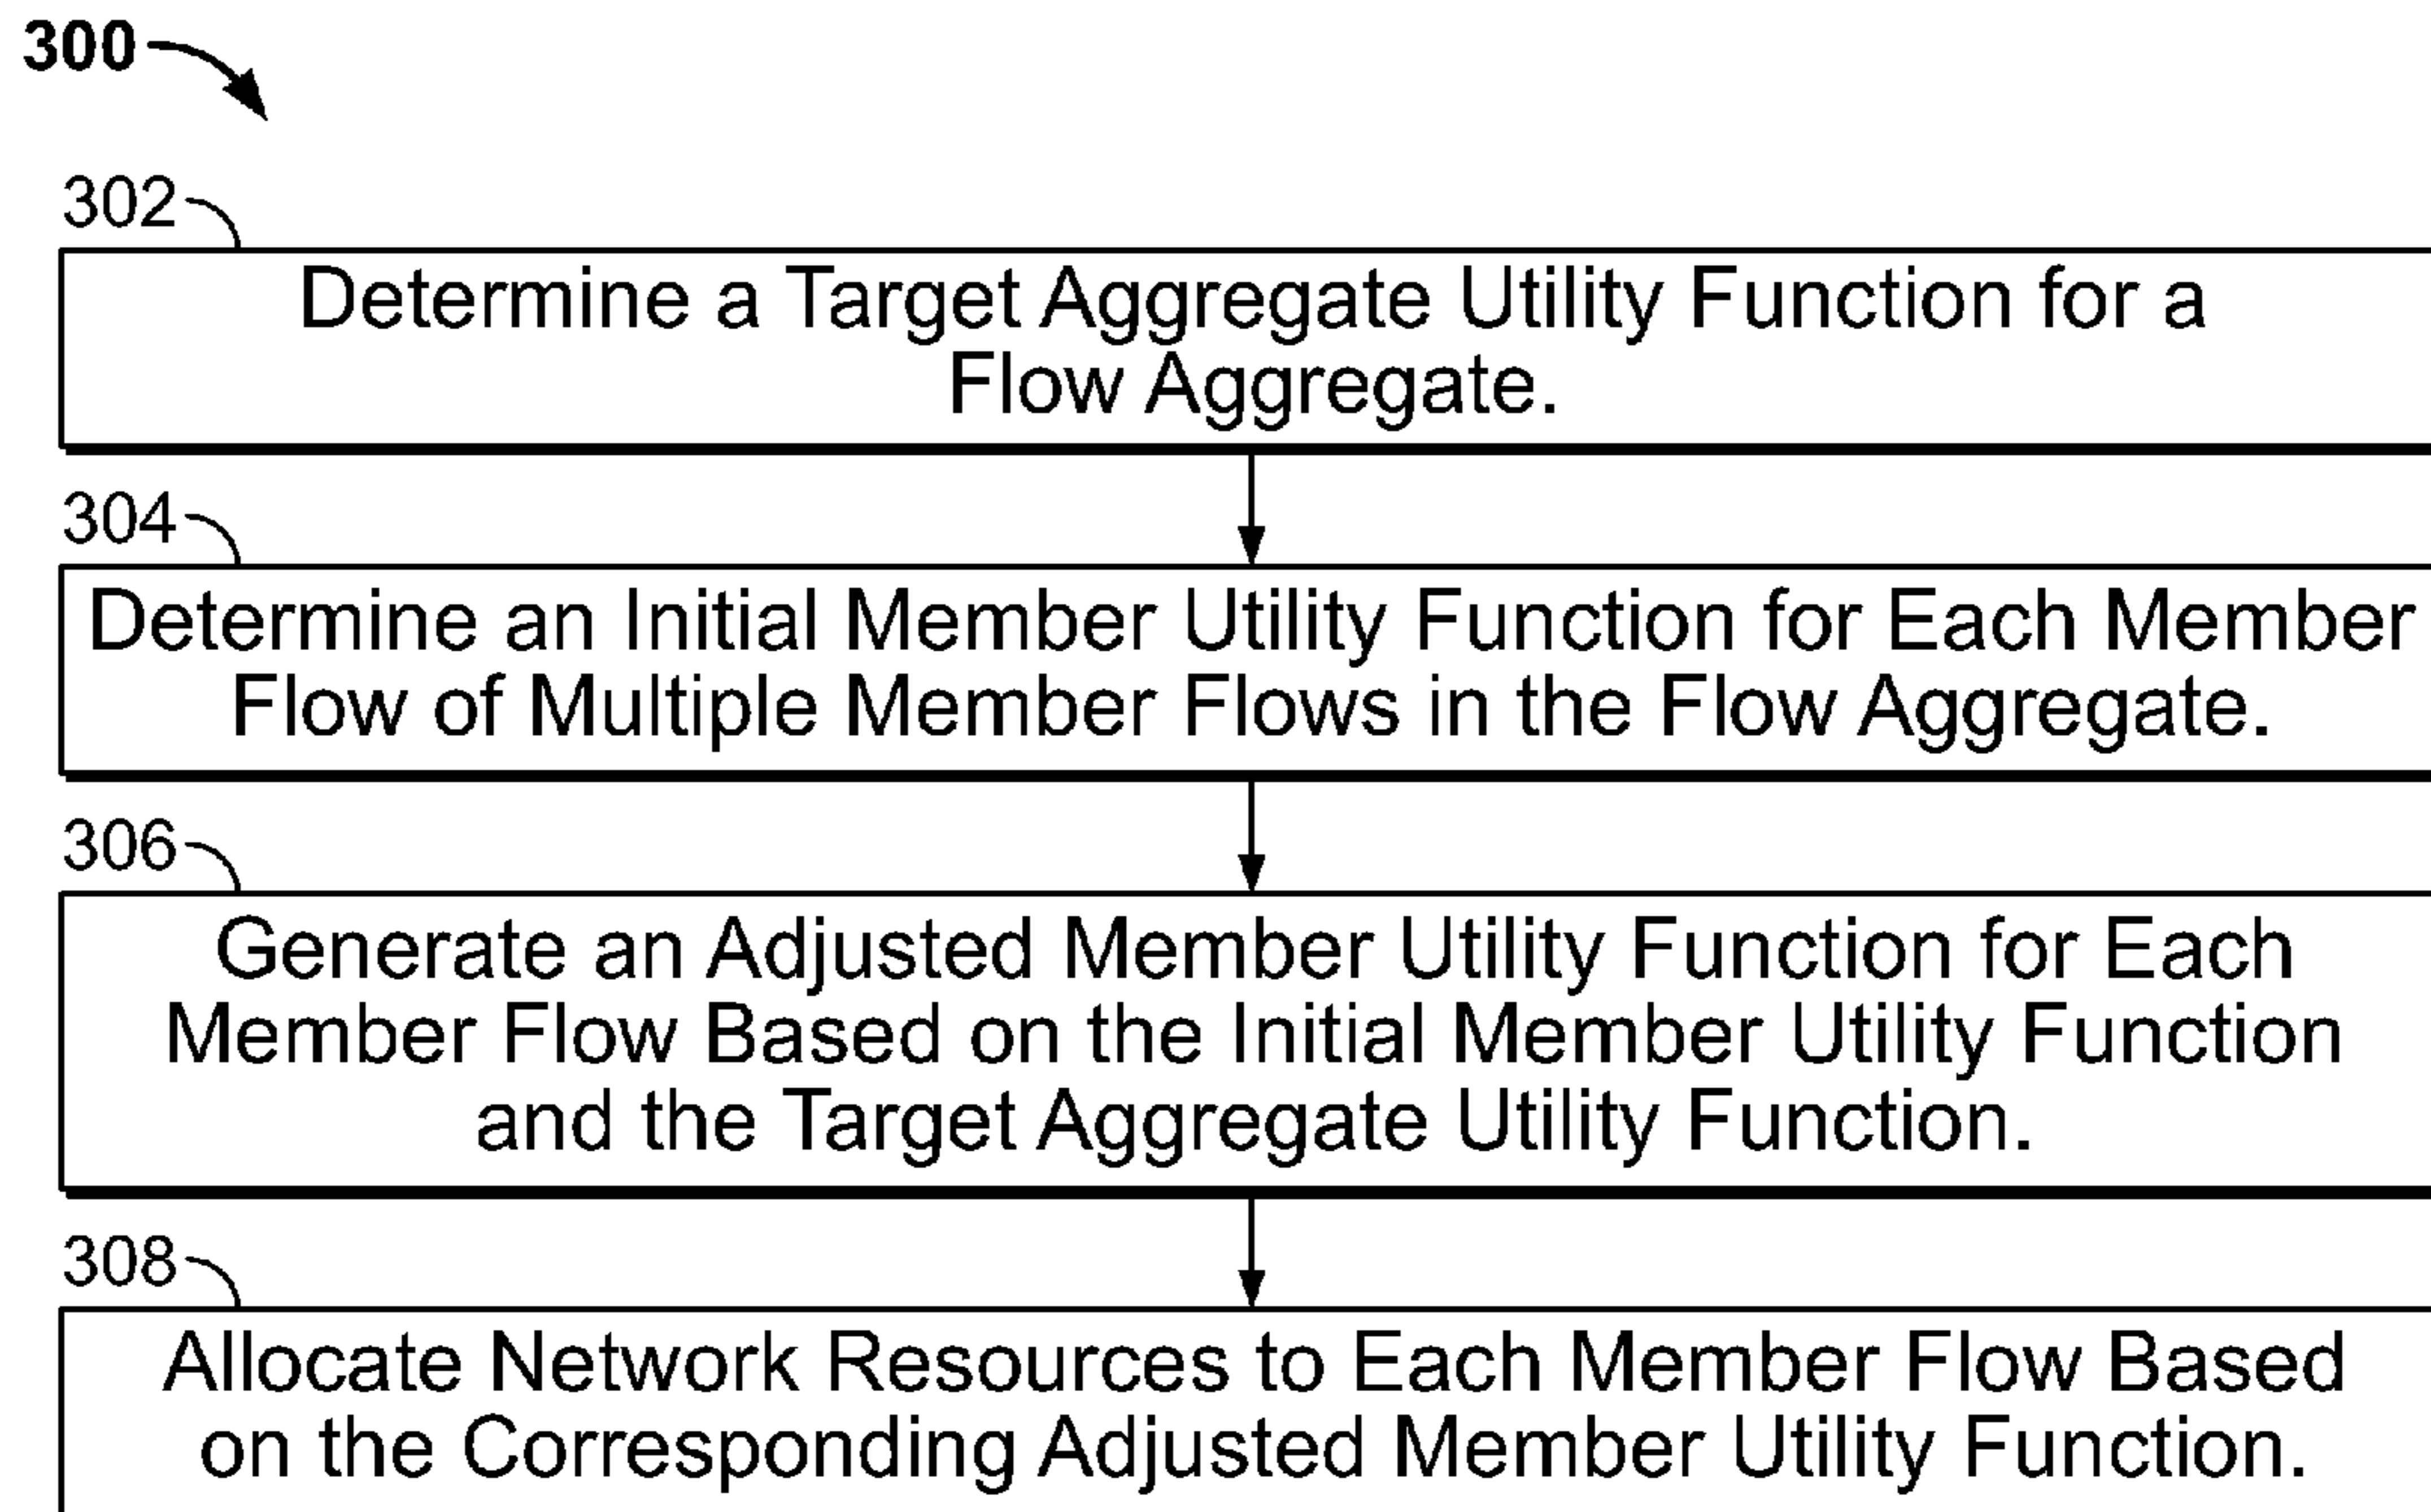 300
302
Determine a Target Aggregate Utility Function for a
Flow Aggregate.
304
Determine an Initial Member Utility Function for Each Member
Flow of Multiple Member Flows in the Flow Aggregate.
306
Generate an Adjusted Member Utility Function for Each
Member Flow Based on the Initial Member Utility Function
and the Target Aggregate Utility Function.
308
Allocate Network Resources to Each Member Flow Based
on the Corresponding Adjusted Member Utility Function.